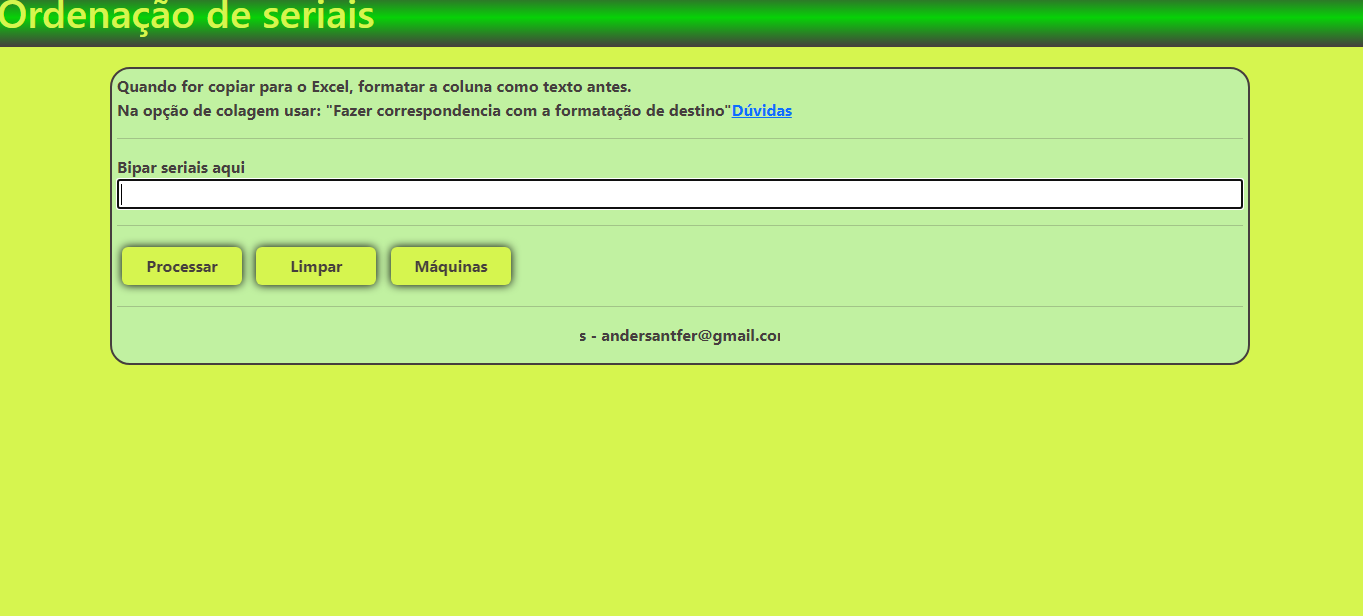 Ordenação de seriais
Quando for copiar para o Excel, formatar a coluna como texto antes.
Na opção de colagem usar: "Fazer correspondencia com a formatação de destino"Dúvidas
Bipar seriais aqui
Processar Limpar Máquinas
s - andersantfer@gmail.co